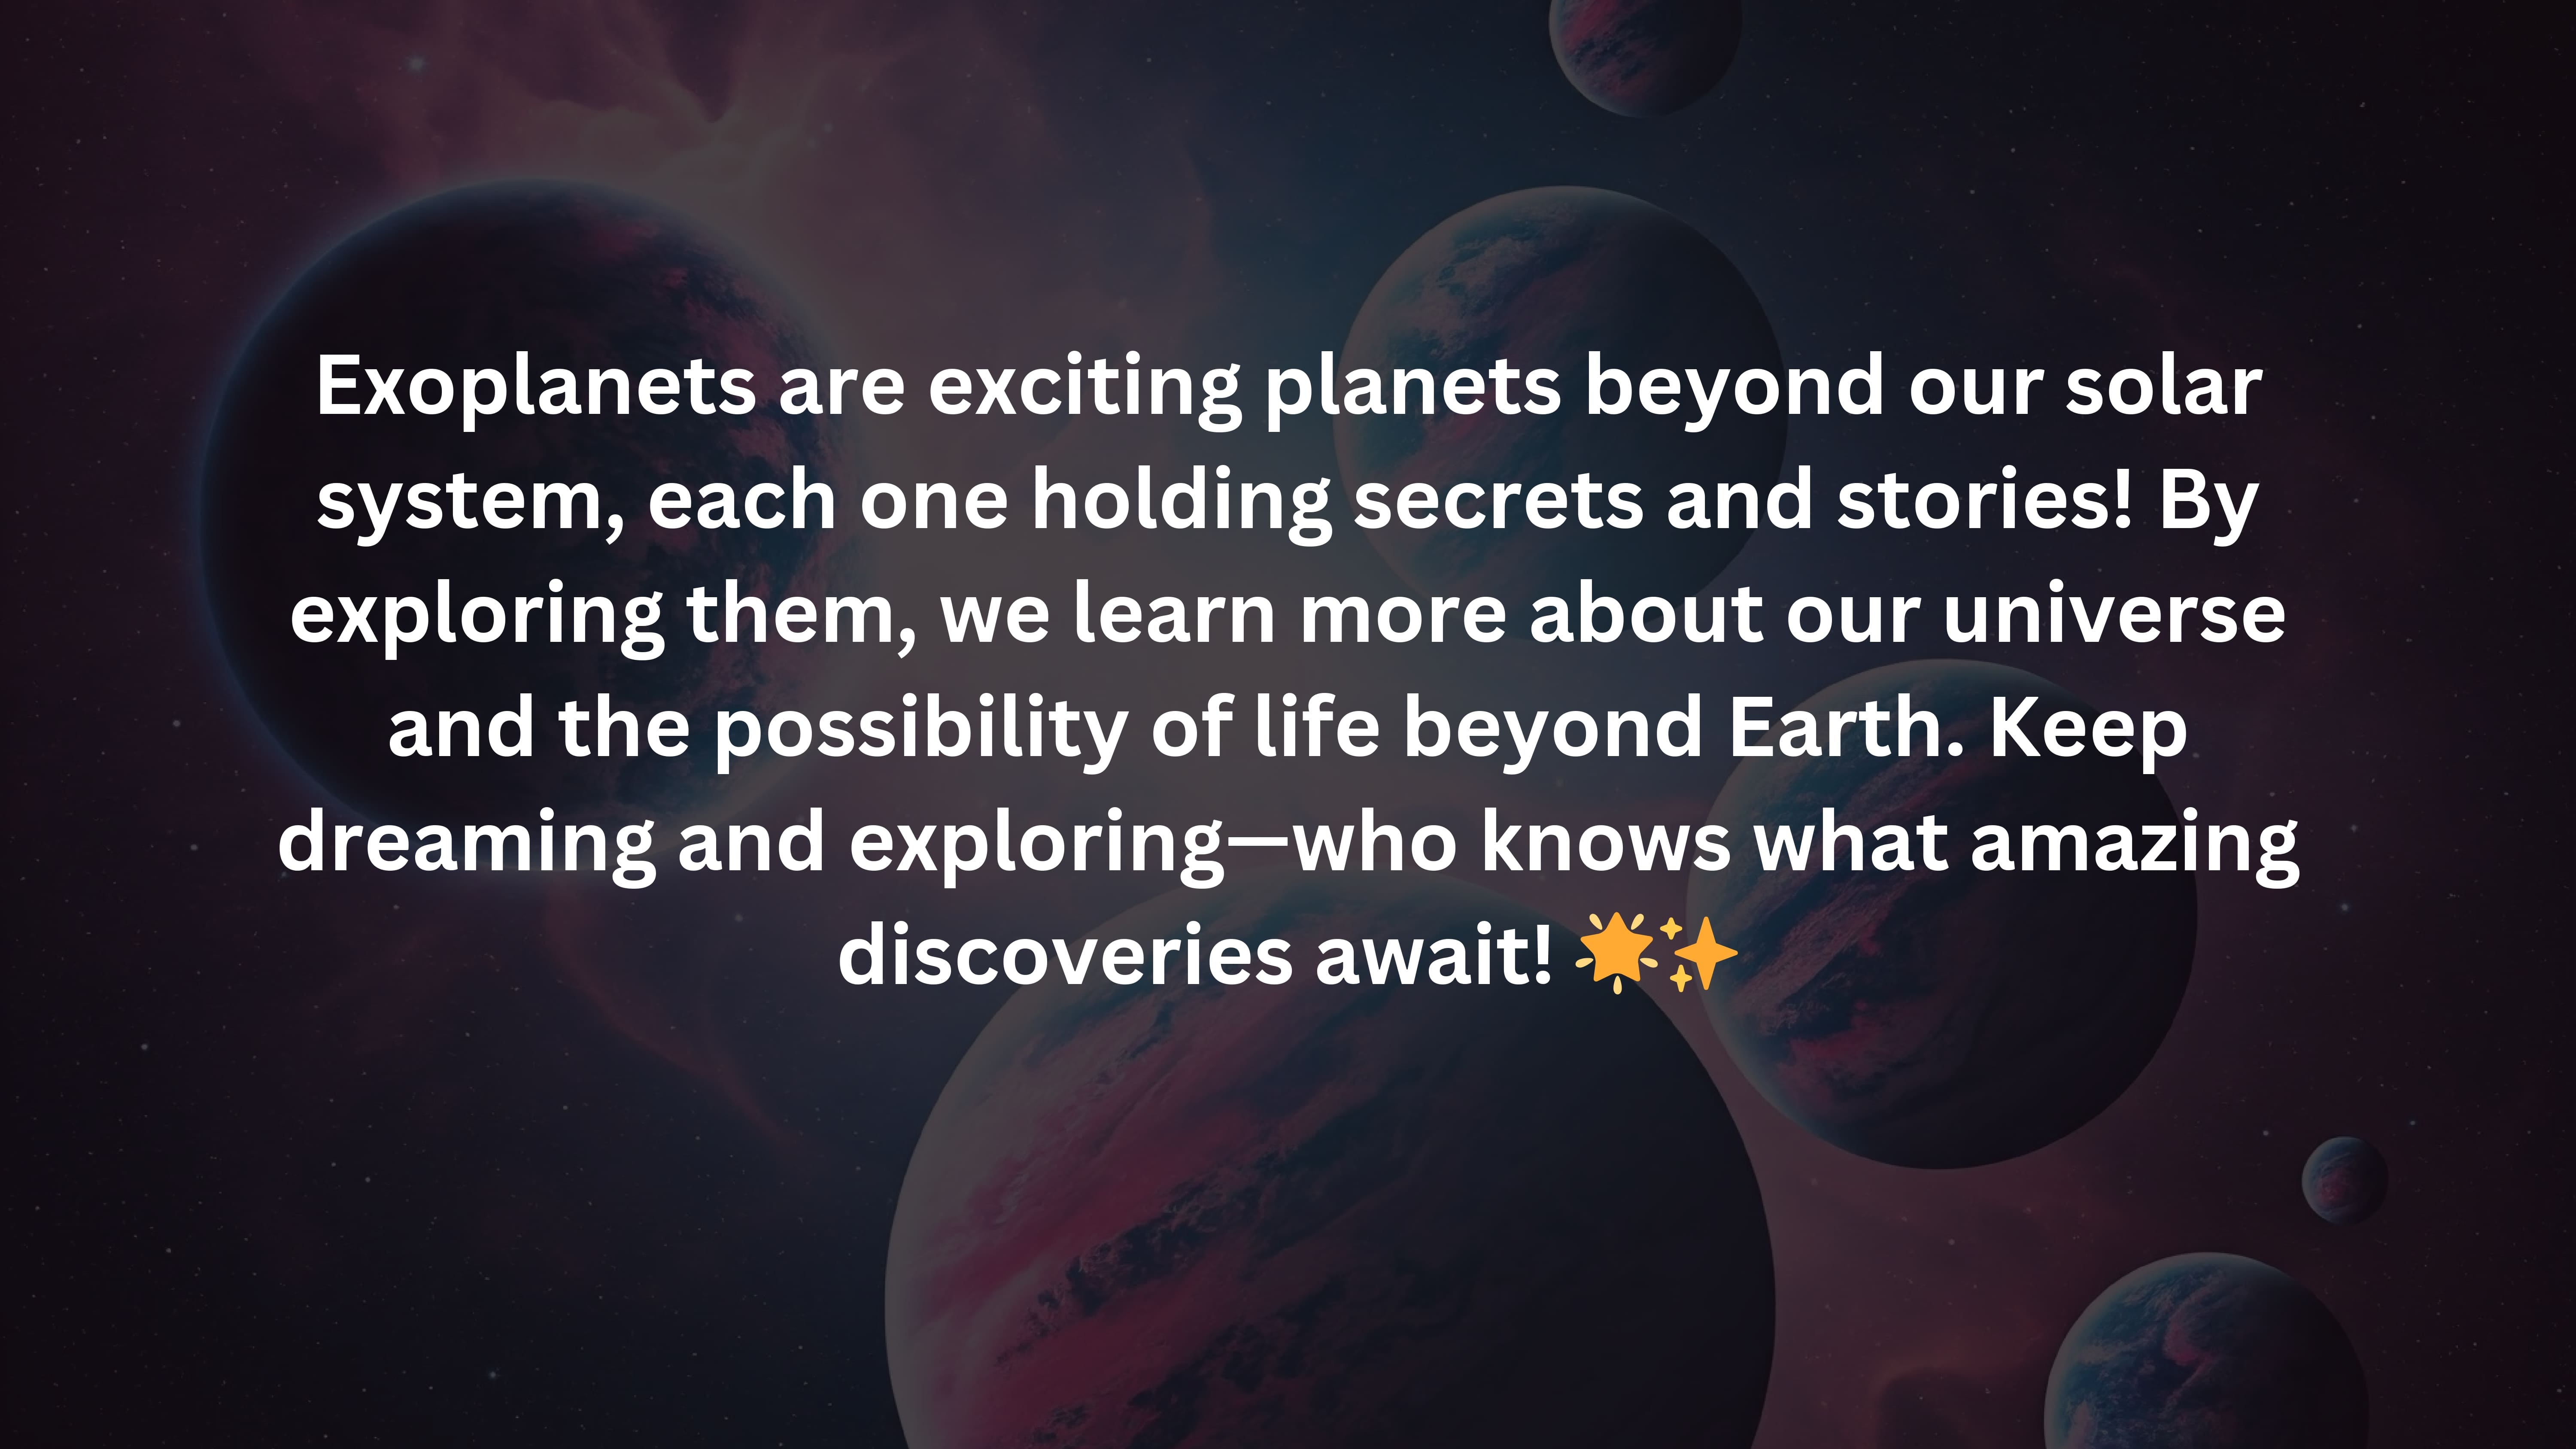 Exoplanets are exciting planets beyond our solar
system, each one holding secrets and stories! By
exploring them, we learn more about our universe
and the possibility of life beyond Earth. Keep
dreaming and exploring—who knows what amazing
discoveries await! 🌟✨